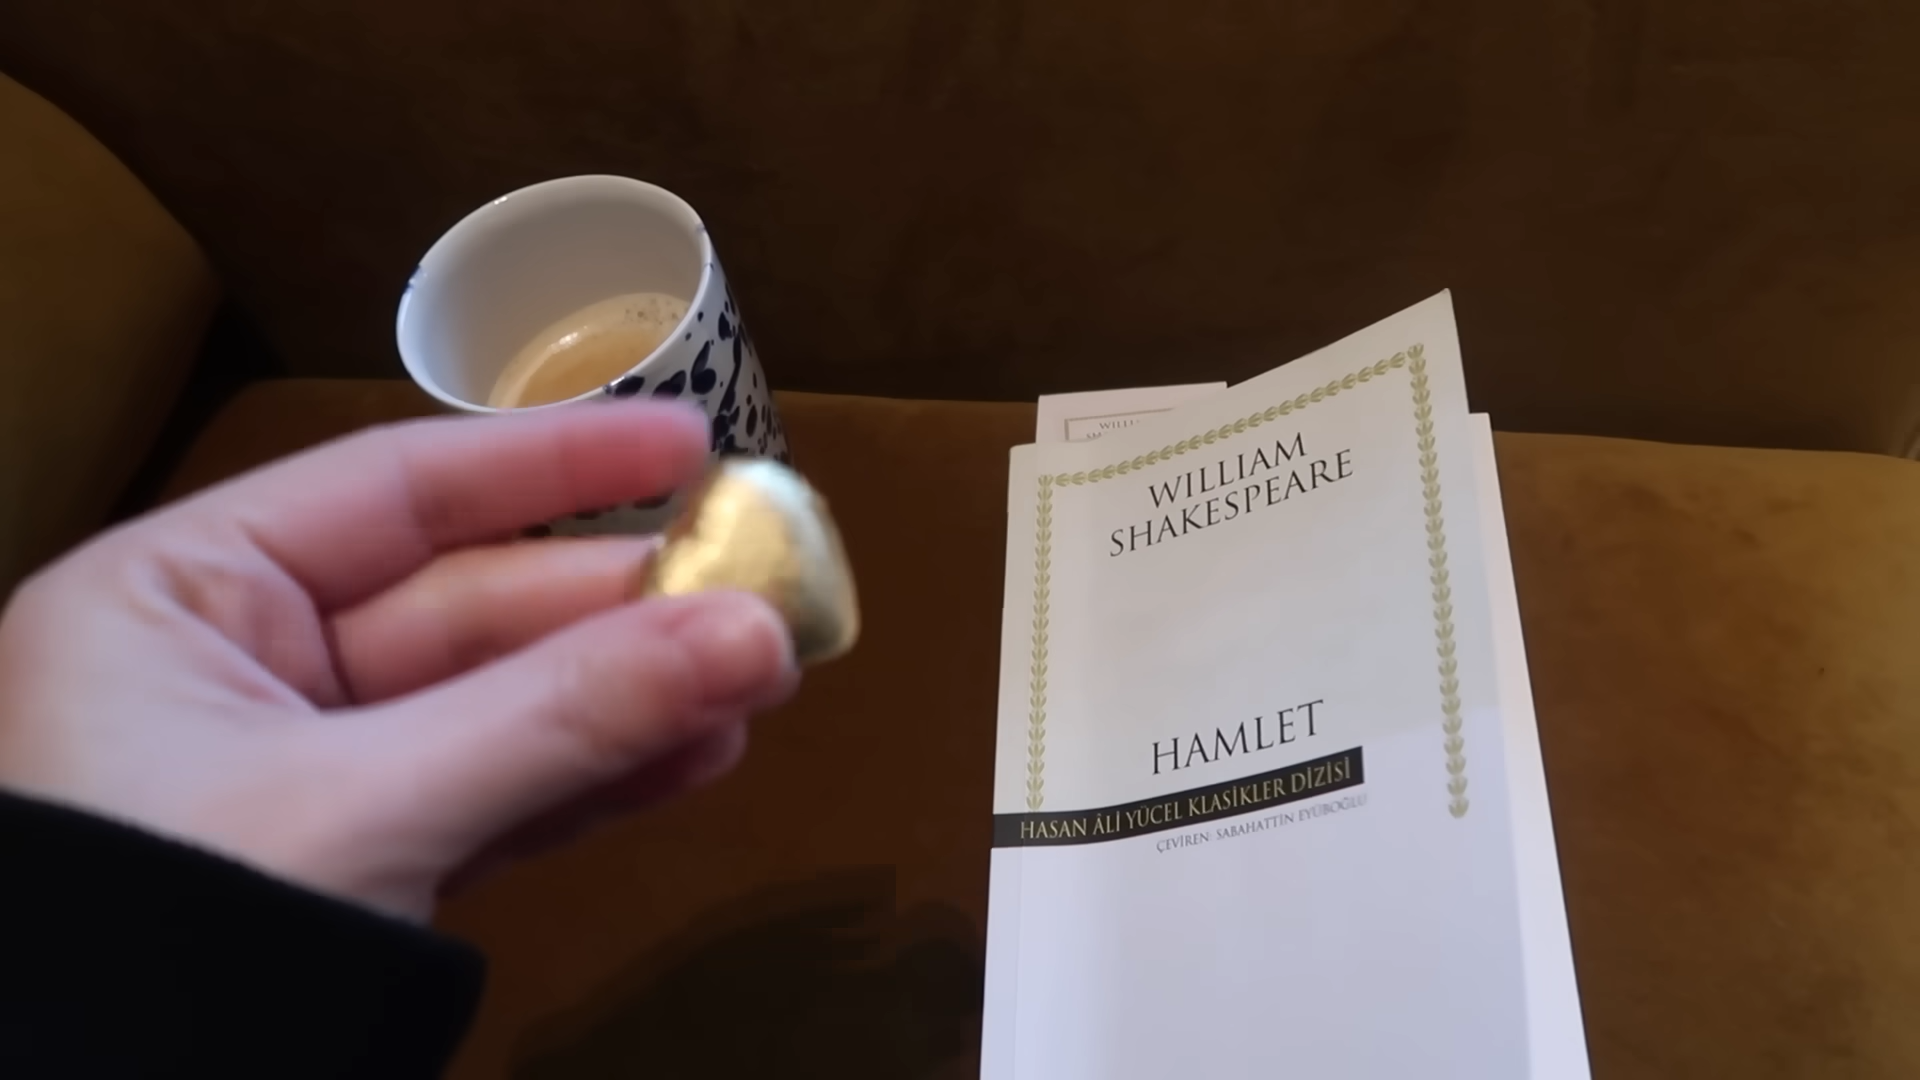 WILLIAM
SHAKESPEARE
HAMLET
HASAN ÂLİ YÜCEL KLASİKLER DİZİSİ
ÇEVİREN: SABAHATTİN EYÜBOĞLU